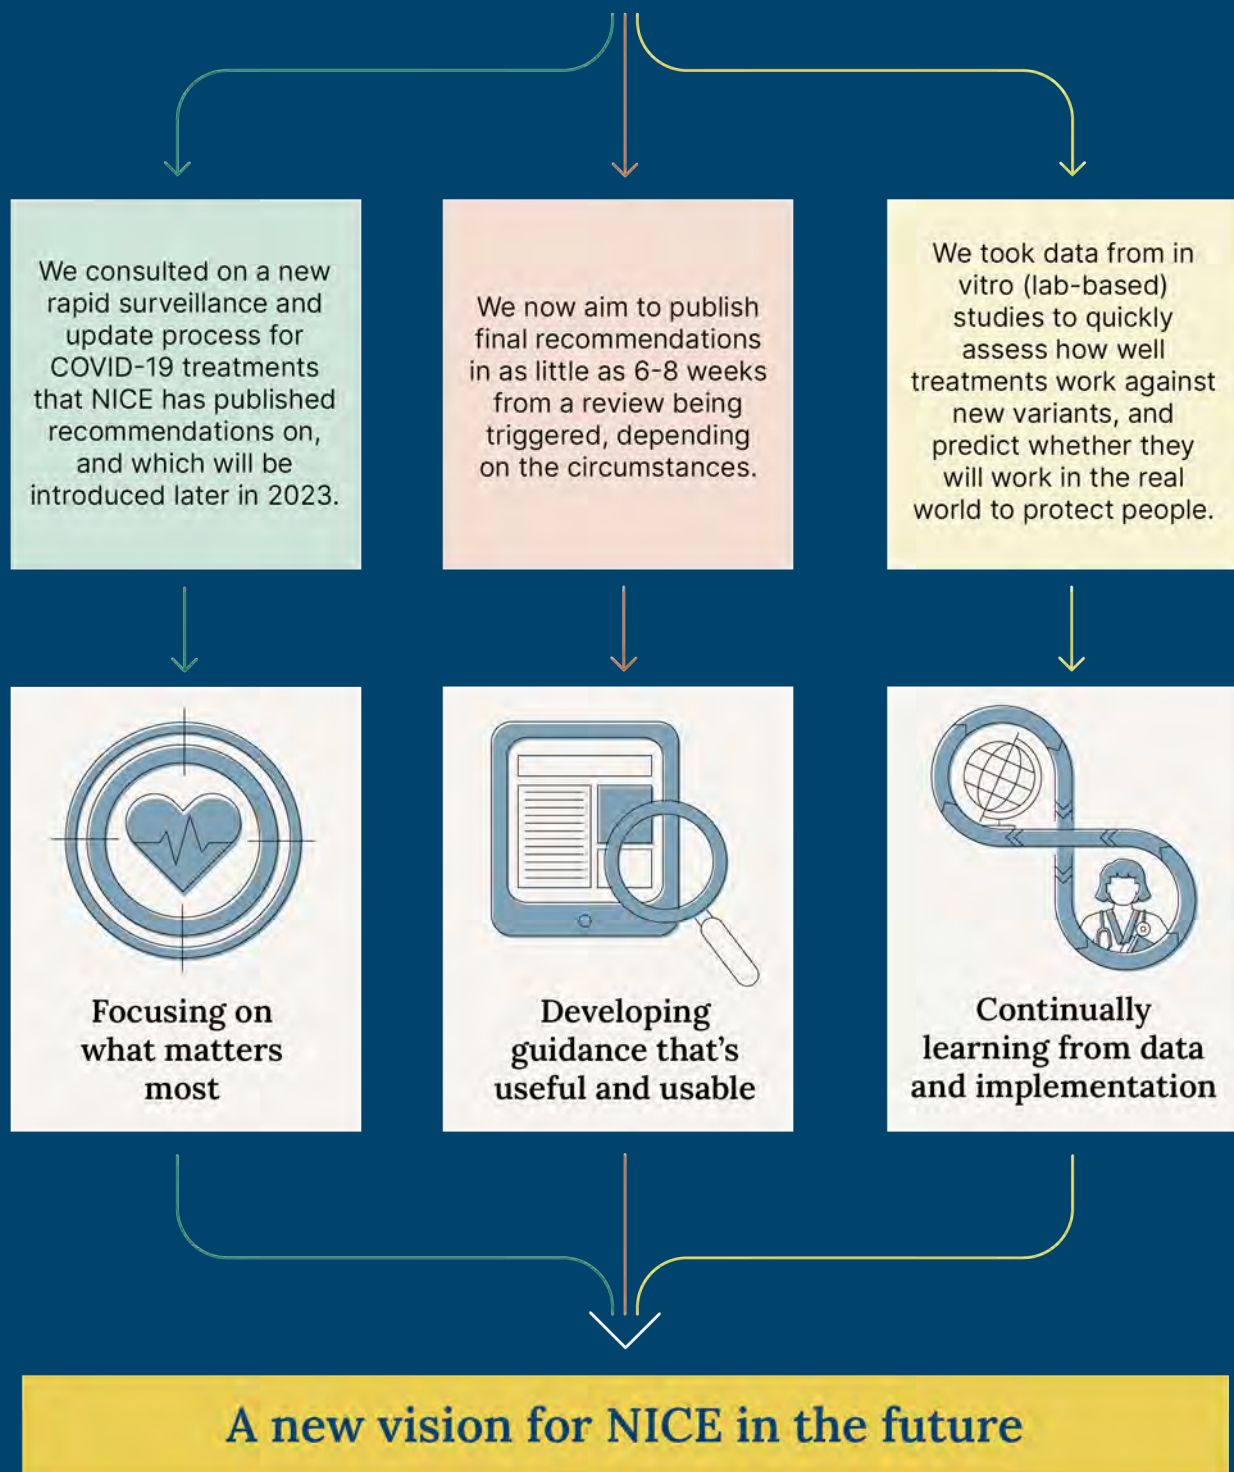 We consulted on a new
rapid surveillance and
update process for
COVID-19 treatments
that NICE has published
recommendations on,
and which will be
introduced later in 2023.
We now aim to publish
final recommendations
in as little as 6-8 weeks
from a review being
triggered, depending
on the circumstances.
We took data from in
vitro (lab-based)
studies to quickly
assess how well
treatments work against
new variants, and
predict whether they
will work in the real
world to protect people.
Focusing on
what matters
most
Developing
guidance that’s
useful and usable
Continually
learning from data
and implementation
A new vision for NICE in the future